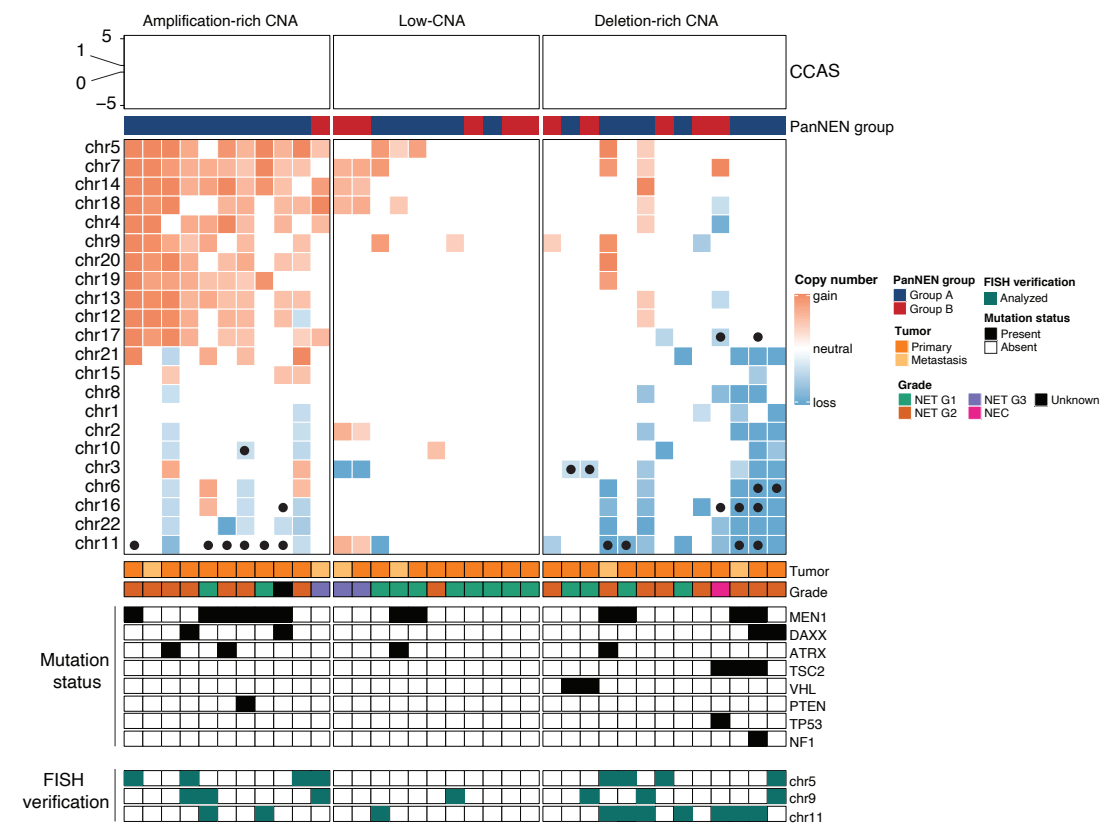 Amplification-rich CNA
Low-CNA
Deletion-rich CNA
5
1
0
−5
CCAS
PanNEN group
chr5
chr7
chr14
chr18
chr4
chr9
chr20
chr19
chr13
chr12
chr17
chr21
chr15
chr8
chr1
chr2
chr10
chr3
chr6
chr16
chr22
chr11
Tumor
Grade
Mutation
status
MEN1
DAXX
ATRX
TSC2
VHL
PTEN
TP53
NF1
FISH
verification
chr5
chr9
chr11
Copy number
gain
neutral
loss
PanNEN group
Group A
Group B
Tumor
Primary
Metastasis
Grade
NET G1
NET G2
NET G3
NEC
Unknown
FISH verification
Analyzed
Mutation status
Present
Absent